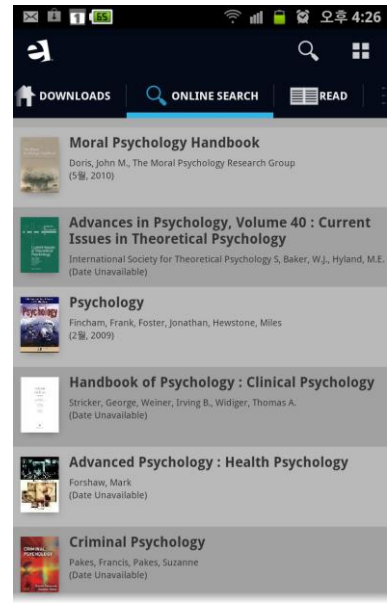 1 65 오후 4:26
DOWNLOADS ONLINE SEARCH READ
Moral Psychology Handbook
Doris, John M., The Moral Psychology Research Group
(5월, 2010)
Advances in Psychology, Volume 40 : Current
Issues in Theoretical Psychology
International Society for Theoretical Psychology S, Baker, W.J., Hyland, M.E.
(Date Unavailable)
Psychology
Fincham, Frank, Foster, Jonathan, Hewstone, Miles
(2월, 2009)
Handbook of Psychology : Clinical Psychology
Stricker, George, Weiner, Irving B., Widiger, Thomas A.
(Date Unavailable)
Advanced Psychology : Health Psychology
Forshaw, Mark
(Date Unavailable)
Criminal Psychology
Pakes, Francis, Pakes, Suzanne
(Date Unavailable)